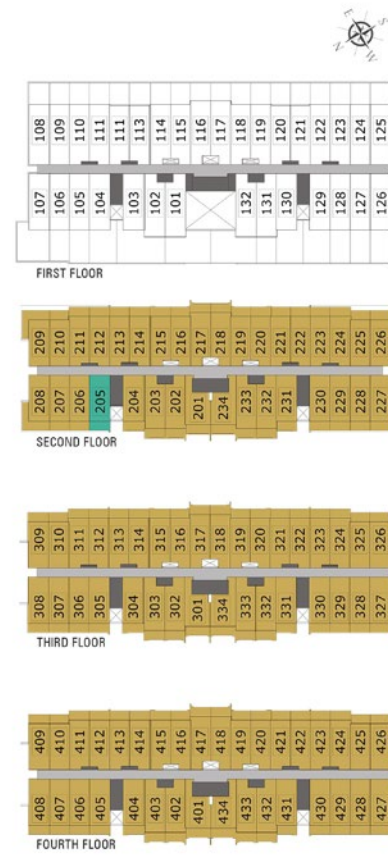 E S
N W
108 109 110 111 111 113 114 115 116 117 118 119 120 121 122 123 124 125
107 106 105 104 103 102 101 132 131 130 129 128 127 126
FIRST FLOOR
209 210 211 212 213 214 215 216 217 218 219 220 221 222 223 224 225 226
208 207 206 205 204 203 202 201 234 233 232 231 230 229 228 227
SECOND FLOOR
309 310 311 312 313 314 315 316 317 318 319 320 321 322 323 324 325 326
308 307 306 305 304 303 302 301 334 333 332 331 330 329 328 327
THIRD FLOOR
409 410 411 412 413 414 415 416 417 418 419 420 421 422 423 424 425 426
408 407 406 405 404 403 402 401 434 433 432 431 430 429 428 427
FOURTH FLOOR